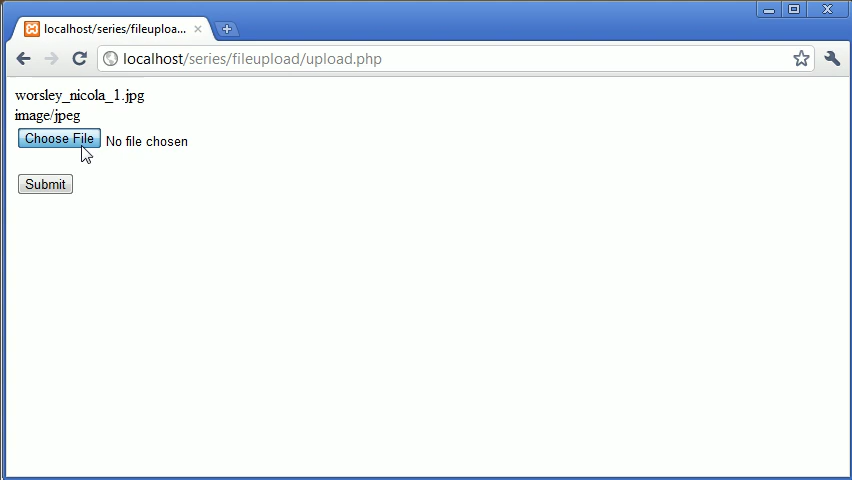 localhost/series/fileuploa...
localhost/series/fileupload/upload.php
worsley_nicola_1.jpg
image/jpeg
Choose File No file chosen
Submit